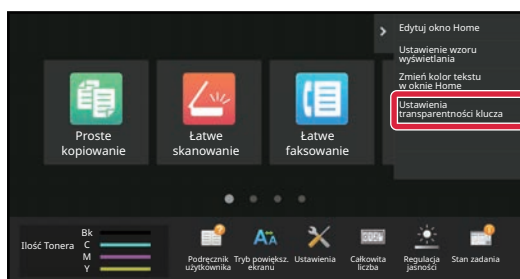 Edytuj okno Home
Ustawienie wzoru
wyświetlania
Zmień kolor tekstu
w oknie Home
Ustawienia
transparentności klucza
Proste
kopiowanie
Łatwe
skanowanie
Łatwe
faksowanie
Ilość Tonera
Bk
C
M
Y
Podręcznik
użytkownika
Tryb powiększ.
ekranu
Ustawienia
Całkowita
liczba
Regulacja
jasności
Stan zadania